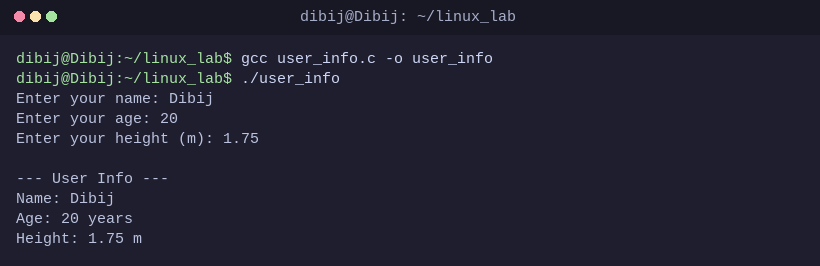 dibij@Dibij: ~/linux_lab
dibij@Dibij:~/linux_lab$ gcc user_info.c -o user_info
dibij@Dibij:~/linux_lab$ ./user_info
Enter your name: Dibij
Enter your age: 20
Enter your height (m): 1.75
--- User Info ---
Name: Dibij
Age: 20 years
Height: 1.75 m